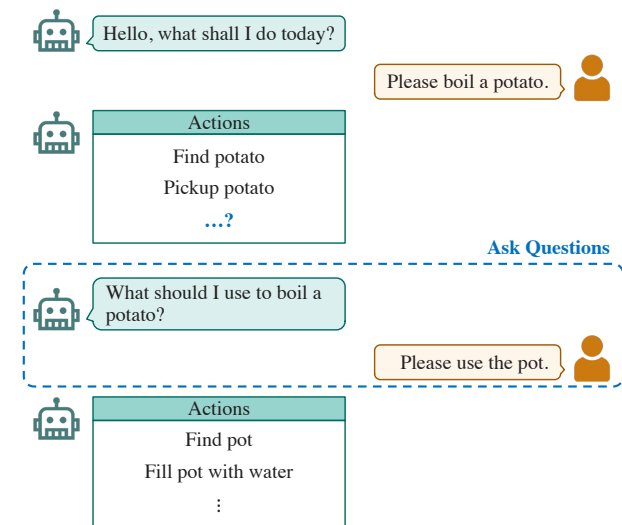 Hello, what shall I do today?
Please boil a potato.
Actions
Find potato
Pickup potato
...?
Ask Questions
What should I use to boil a
potato?
Please use the pot.
Actions
Find pot
Fill pot with water
⋮